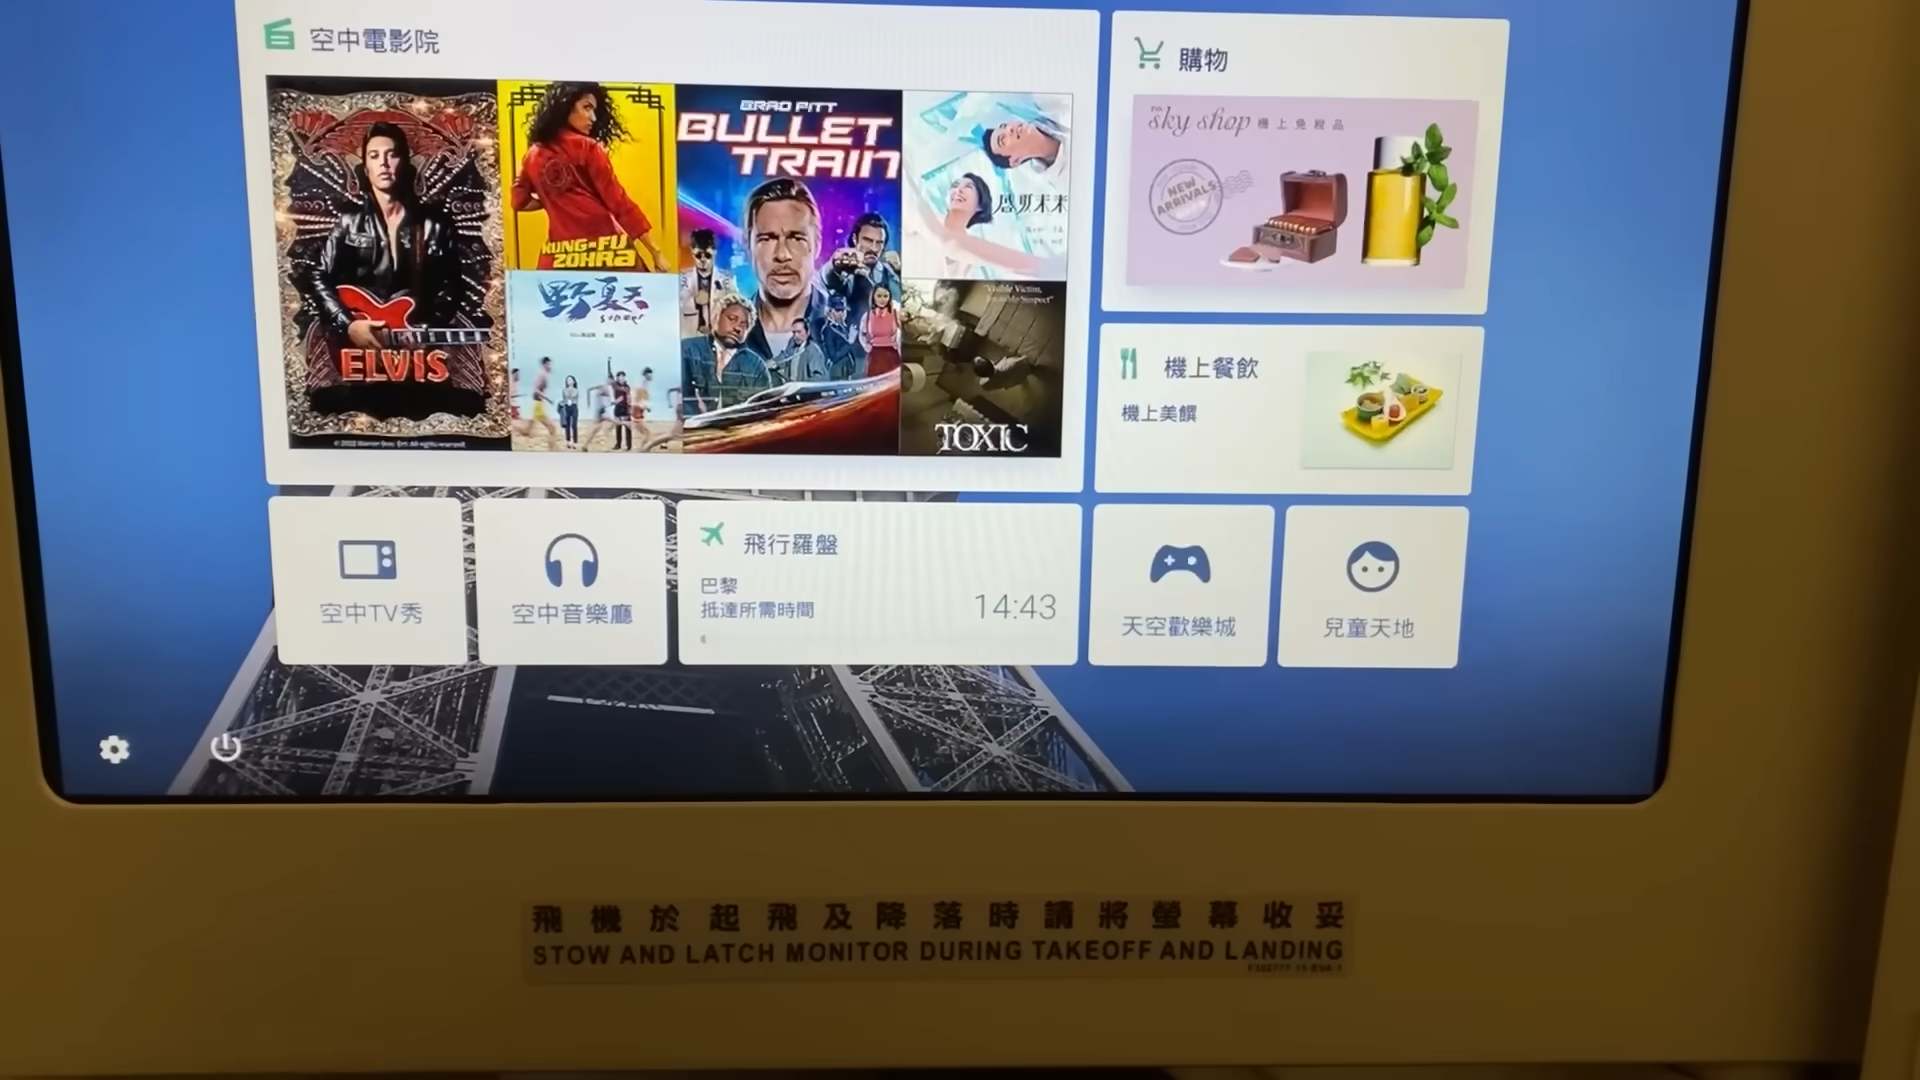 空中電影院
ELVIS
KUNG-FU
ZOHRA
野夏天
BRAD PITT
BULLET
TRAIN
"Visible Victim,
Invisible Suspect"
TOXIC
購物
sky shop 機上免稅品
NEW
ARRIVALS
機上餐飲
機上美饌
空中TV秀
空中音樂廳
飛行羅盤
巴黎
抵達所需時間
14:43
天空歡樂城
兒童天地
飛機於起飛及降落時請將螢幕收妥
STOW AND LATCH MONITOR DURING TAKEOFF AND LANDING